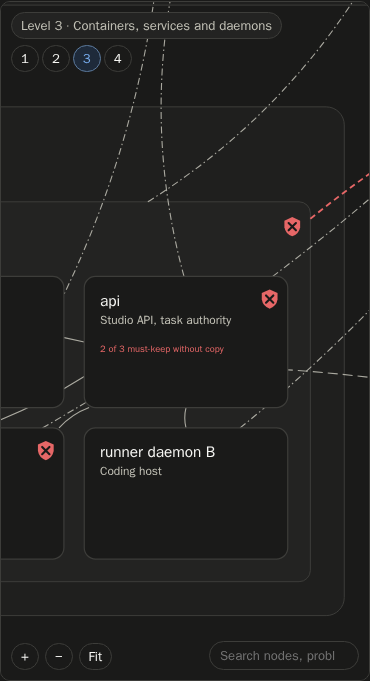 Level 3 · Containers, services and daemons
1 2 3 4
api
Studio API, task authority
2 of 3 must-keep without copy
runner daemon B
Coding host
+ − Fit
Search nodes, probl